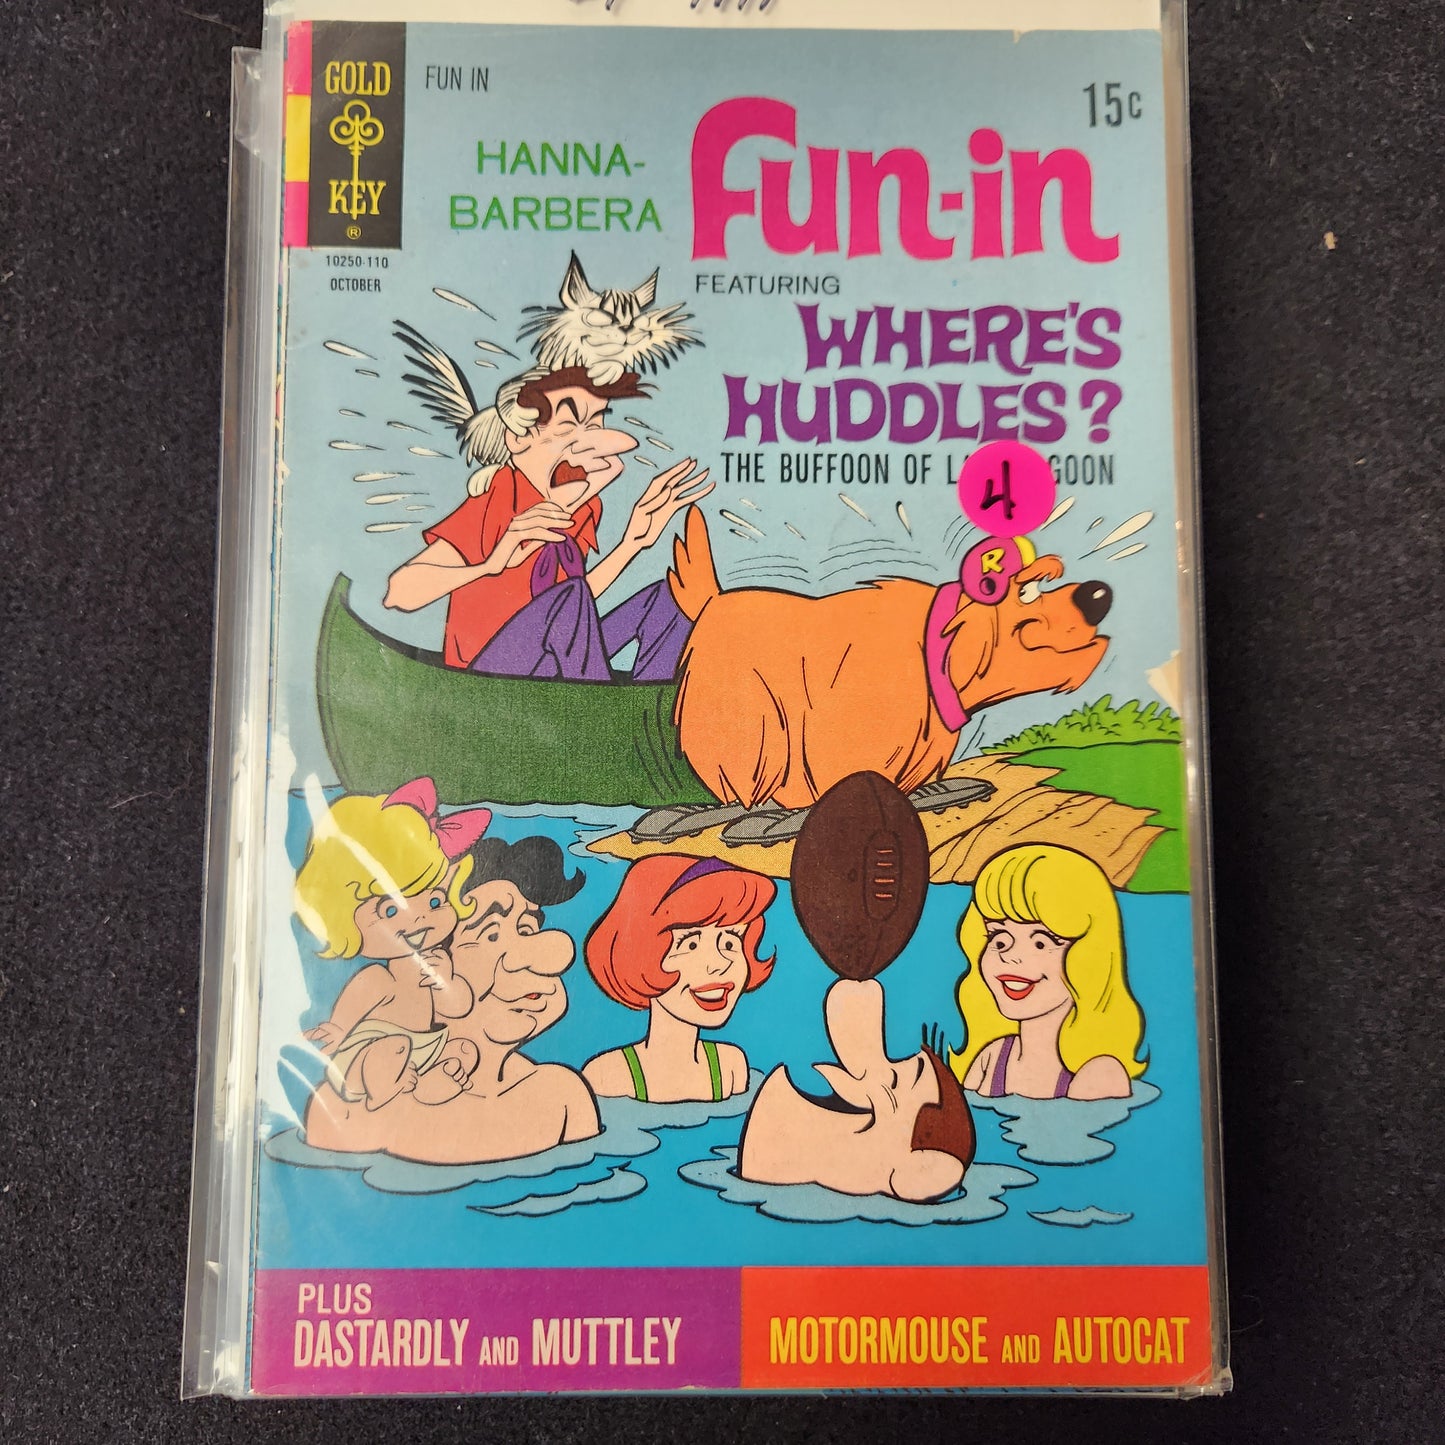 GOLD
KEY
®
FUN IN
15¢
HANNA-
BARBERA
Fun-in
10250-110
OCTOBER
FEATURING
WHERE'S
HUDDLES?
THE BUFFOON OF GOON
4
R
PLUS
DASTARDLY AND MUTTLEY
MOTORMOUSE AND AUTOCAT